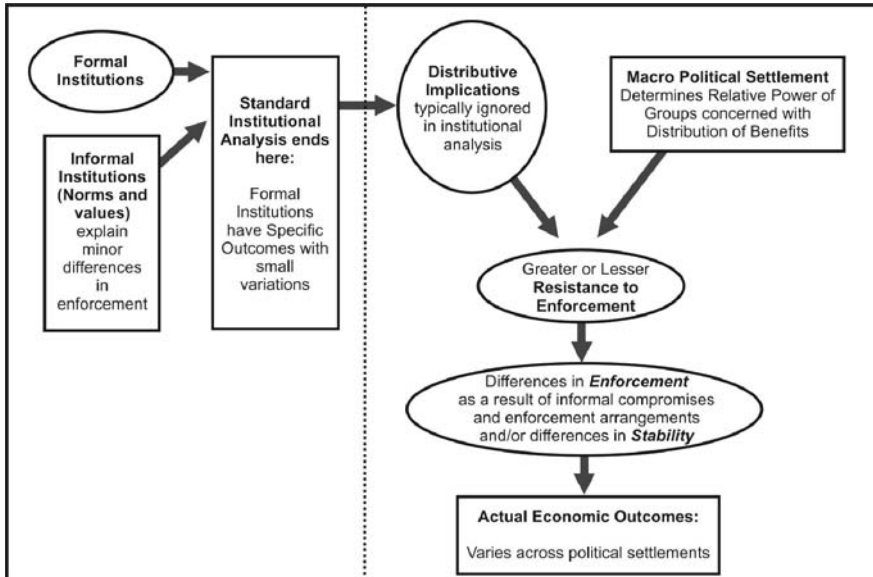 Formal
Institutions
Informal
Institutions
(Norms and
values)
explain
minor
differences
in
enforcement
Standard
Institutional
Analysis ends
here:
Formal
Institutions
have Specific
Outcomes with
small
variations
Distributive
Implications
typically ignored
in institutional
analysis
Macro Political Settlement
Determines Relative Power of
Groups concerned with
Distribution of Benefits
Greater or Lesser
Resistance to
Enforcement
Differences in Enforcement
as a result of informal compromises
and enforcement arrangements
and/or differences in Stability
Actual Economic Outcomes:
Varies across political settlements